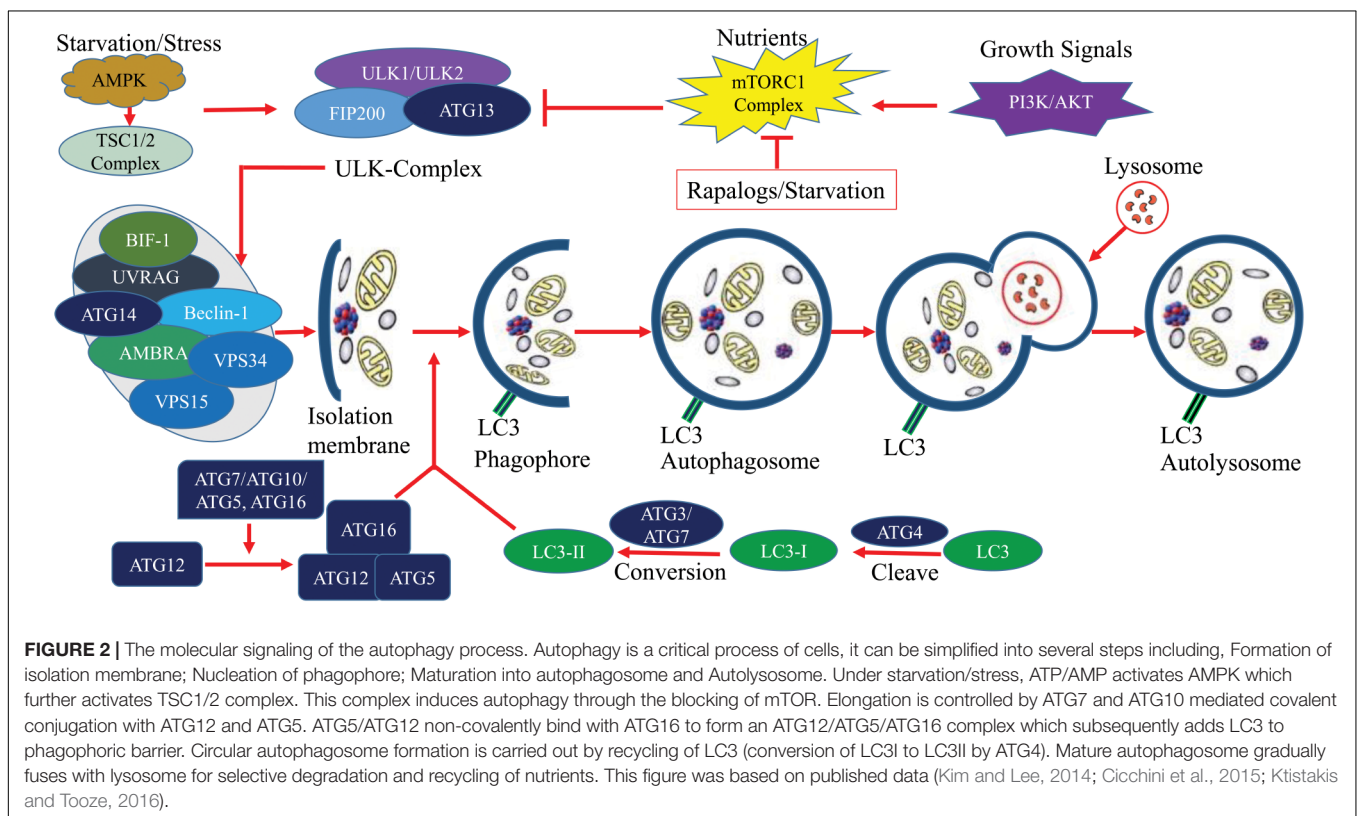 Starvation/Stress
AMPK
TSC1/2
Complex
ULK1/ULK2
FIP200
ATG13
ULK-Complex
Nutrients
mTORC1
Complex
Growth Signals
PI3K/AKT
Rapalogs/Starvation
Lysosome
BIF-1
UVRAG
ATG14
Beclin-1
AMBRA
VPS34
VPS15
Isolation
membrane
LC3
Phagophore
LC3
Autophagosome
LC3
LC3
Autolysosome
ATG7/ATG10/
ATG5, ATG16
ATG12
ATG16
ATG12
ATG5
LC3-II
ATG3/
ATG7
Conversion
LC3-I
ATG4
Cleave
LC3
FIGURE 2 | The molecular signaling of the autophagy process. Autophagy is a critical process of cells, it can be simplified into several steps including, Formation of
isolation membrane; Nucleation of phagophore; Maturation into autophagosome and Autolysosome. Under starvation/stress, ATP/AMP activates AMPK which
further activates TSC1/2 complex. This complex induces autophagy through the blocking of mTOR. Elongation is controlled by ATG7 and ATG10 mediated covalent
conjugation with ATG12 and ATG5. ATG5/ATG12 non-covalently bind with ATG16 to form an ATG12/ATG5/ATG16 complex which subsequently adds LC3 to
phagophoric barrier. Circular autophagosome formation is carried out by recycling of LC3 (conversion of LC3I to LC3II by ATG4). Mature autophagosome gradually
fuses with lysosome for selective degradation and recycling of nutrients. This figure was based on published data (Kim and Lee, 2014; Cicchini et al., 2015; Ktistakis
and Tooze, 2016).